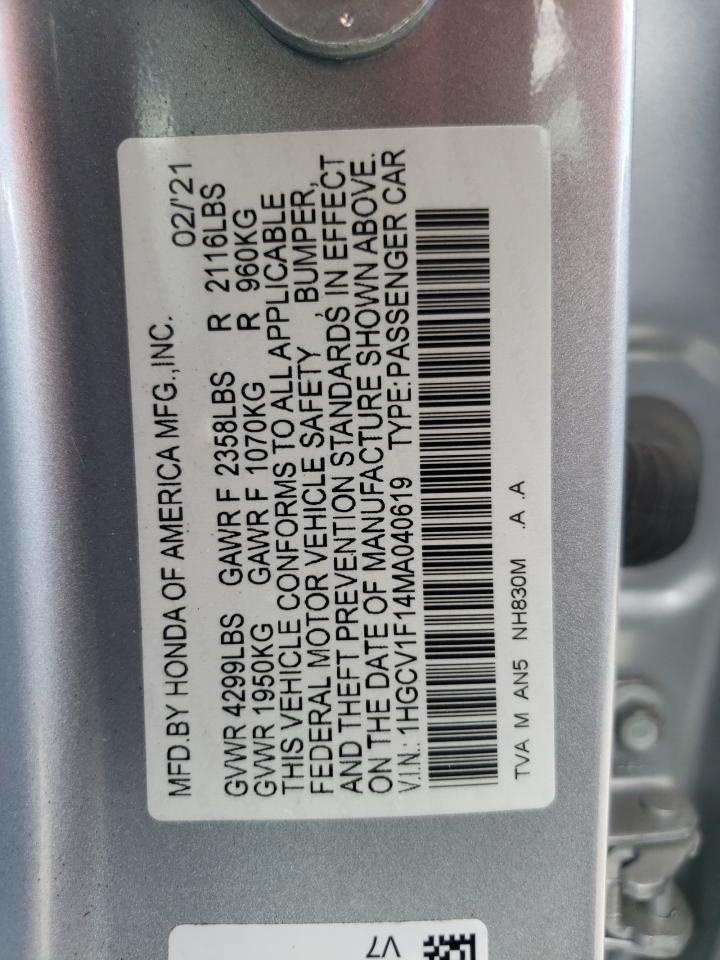 MFD.BY HONDA OF AMERICA MFG.,INC. 02/'21
GVWR 4299LBS GAWR F 2358LBS R 2116LBS
GVWR 1950KG GAWR F 1070KG R 960KG
THIS VEHICLE CONFORMS TO ALL APPLICABLE
FEDERAL MOTOR VEHICLE SAFETY, BUMPER,
AND THEFT PREVENTION STANDARDS, IN EFFECT
ON THE DATE OF MANUFACTURE SHOWN ABOVE.
V.I.N.: 1HGCV1F14MA040619 TYPE:PASSENGER CAR
TVA M AN5 NH830M .A .A
V7